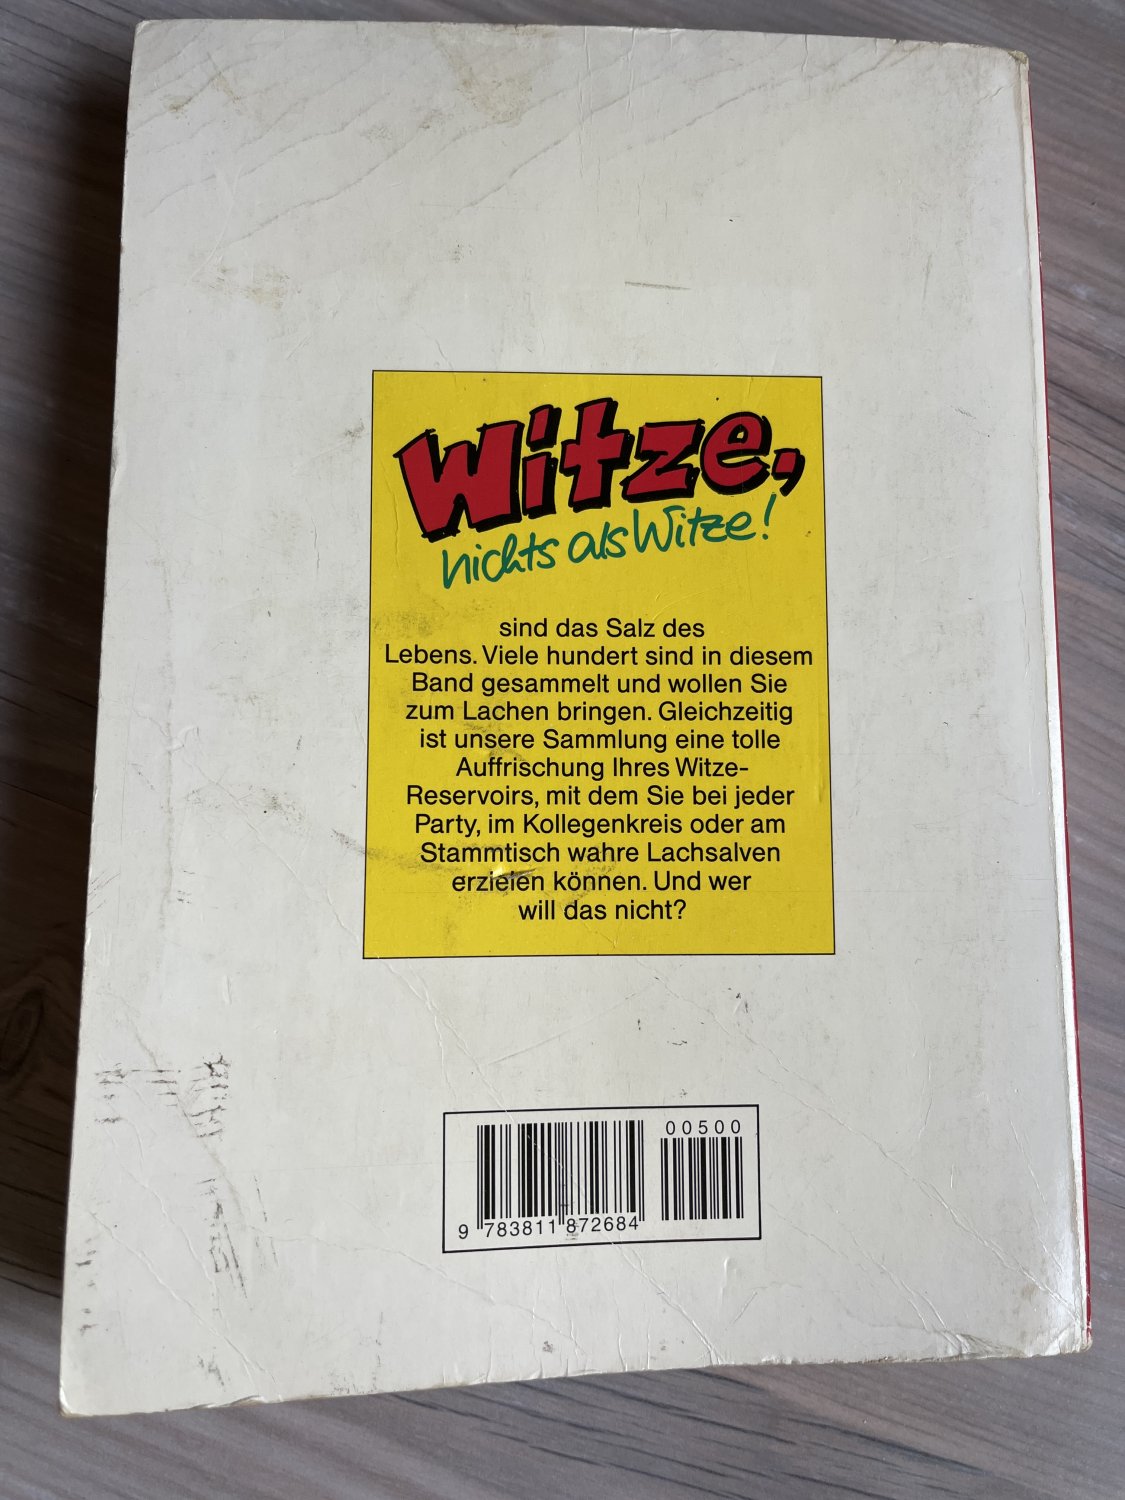 Witze,
nichts als Witze!
sind das Salz des
Lebens. Viele hundert sind in diesem
Band gesammelt und wollen Sie
zum Lachen bringen. Gleichzeitig
ist unsere Sammlung eine tolle
Auffrischung Ihres Witze-
Reservoirs, mit dem Sie bei jeder
Party, im Kollegenkreis oder am
Stammtisch wahre Lachsalven
erzielen können. Und wer
will das nicht?
00500
9 783811 872684